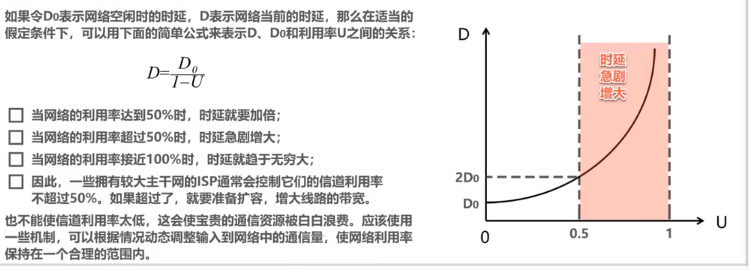 如果令D0表示网络空闲时的时延，D表示网络当前的时延，那么在适当的
假定条件下，可以用下面的简单公式来表示D、D0和利用率U之间的关系：
D=D0/1−U
当网络的利用率达到50%时，时延就要加倍；
当网络的利用率超过50%时，时延急剧增大；
当网络的利用率接近100%时，时延就趋于无穷大；
因此，一些拥有较大主干网的ISP通常会控制它们的信道利用率
不超过50%。如果超过了，就要准备扩容，增大线路的带宽。
也不能使信道利用率太低，这会使宝贵的通信资源被白白浪费。应该使用
一些机制，可以根据情况动态调整输入到网络中的通信量，使网络利用率
保持在一个合理的范围内。
D
时延
急剧
增大
2D0
D0
0
0.5
1
U